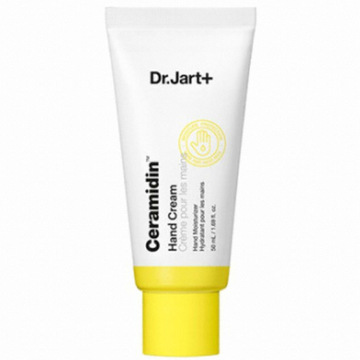 Dr.Jart+
Ceramidin™
Hand Cream
Crème pour les mains
Hand Moisturizer
Hydratant pour les mains
50 ml / 1.69 fl. oz.